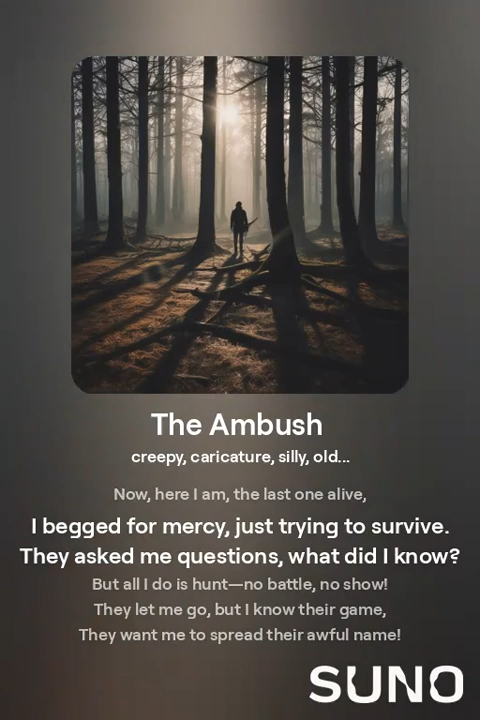 The Ambush
creepy, caricature, silly, old...
Now, here I am, the last one alive,
I begged for mercy, just trying to survive.
They asked me questions, what did I know?
But all I do is hunt—no battle, no show!
They let me go, but I know their game,
They want me to spread their awful name!
SUNO